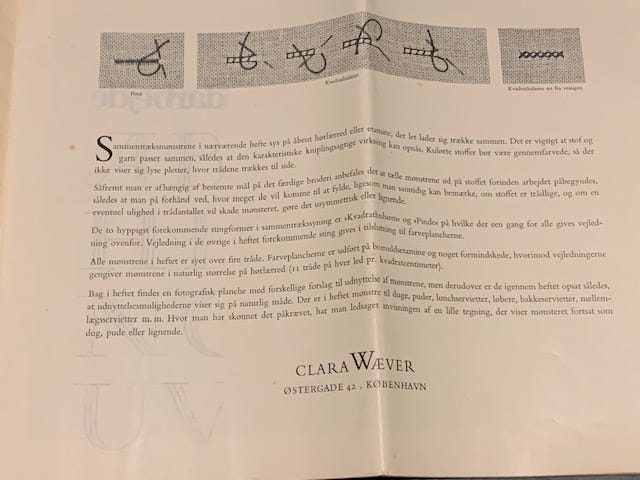 Pind
Kvadrathulsøm
Kvadrathulsøm set fra vrangen
Sammentræksmønstrene i nærværende hefte sys på åbent hørlærred eller etamine, der let lader sig trække sammen. Det er vigtigt at stof og
garn passer sammen, således at den karakteristiske kniplingsagtige virkning kan opnås. Kulørte stoffer bør være gennemfarvede, så der
ikke viser sig lyse pletter, hvor trådene trækkes til side.
Såfremt man er afhængig af bestemte mål på det færdige broderi anbefales det at tælle mønstrene ud på stoffet forinden arbejdet påbegyndes,
således at man på forhånd ved, hvor meget de vil komme til at fylde, ligesom man samtidig kan bemærke, om stoffet er trådlige, og om en
eventuel ulighed i trådantallet vil skade mønsteret, gøre det usymmetrisk eller lignende.
De to hyppigst forekommende stingformer i sammentrækssyning er »Kvadrathulsøm« og »Pinde« på hvilke der een gang for alle gives vejled-
ning ovenfor. Vejledning i de øvrige i heftet forekommende sting gives i tilslutning til farveplancherne.
Alle mønstrene i heftet er syet over fire tråde. Farveplancherne er udført på bomuldsetamine og noget formindskede, hvorimod vejledningerne
gengiver mønstrene i naturlig størrelse på hørlærred (11 tråde på hver led pr. kvadratcentimeter).
Bag i heftet findes en fotografisk planche med forskellige forslag til udnyttelse af mønstrene, men derudover er de igennem heftet opsat således,
at udnyttelsesmulighederne viser sig på naturlig måde. Der er i heftet mønstre til duge, puder, lunchservietter, løbere, bakkeservietter, mellem-
lægsservietter m. m. Hvor man har skønnet det påkrævet, har man ledsaget anvisningen af en lille tegning, der viser mønsteret fortsat som
dug, pude eller lignende.
CLARA WÆVER
ØSTERGADE 42 . KØBENHAVN